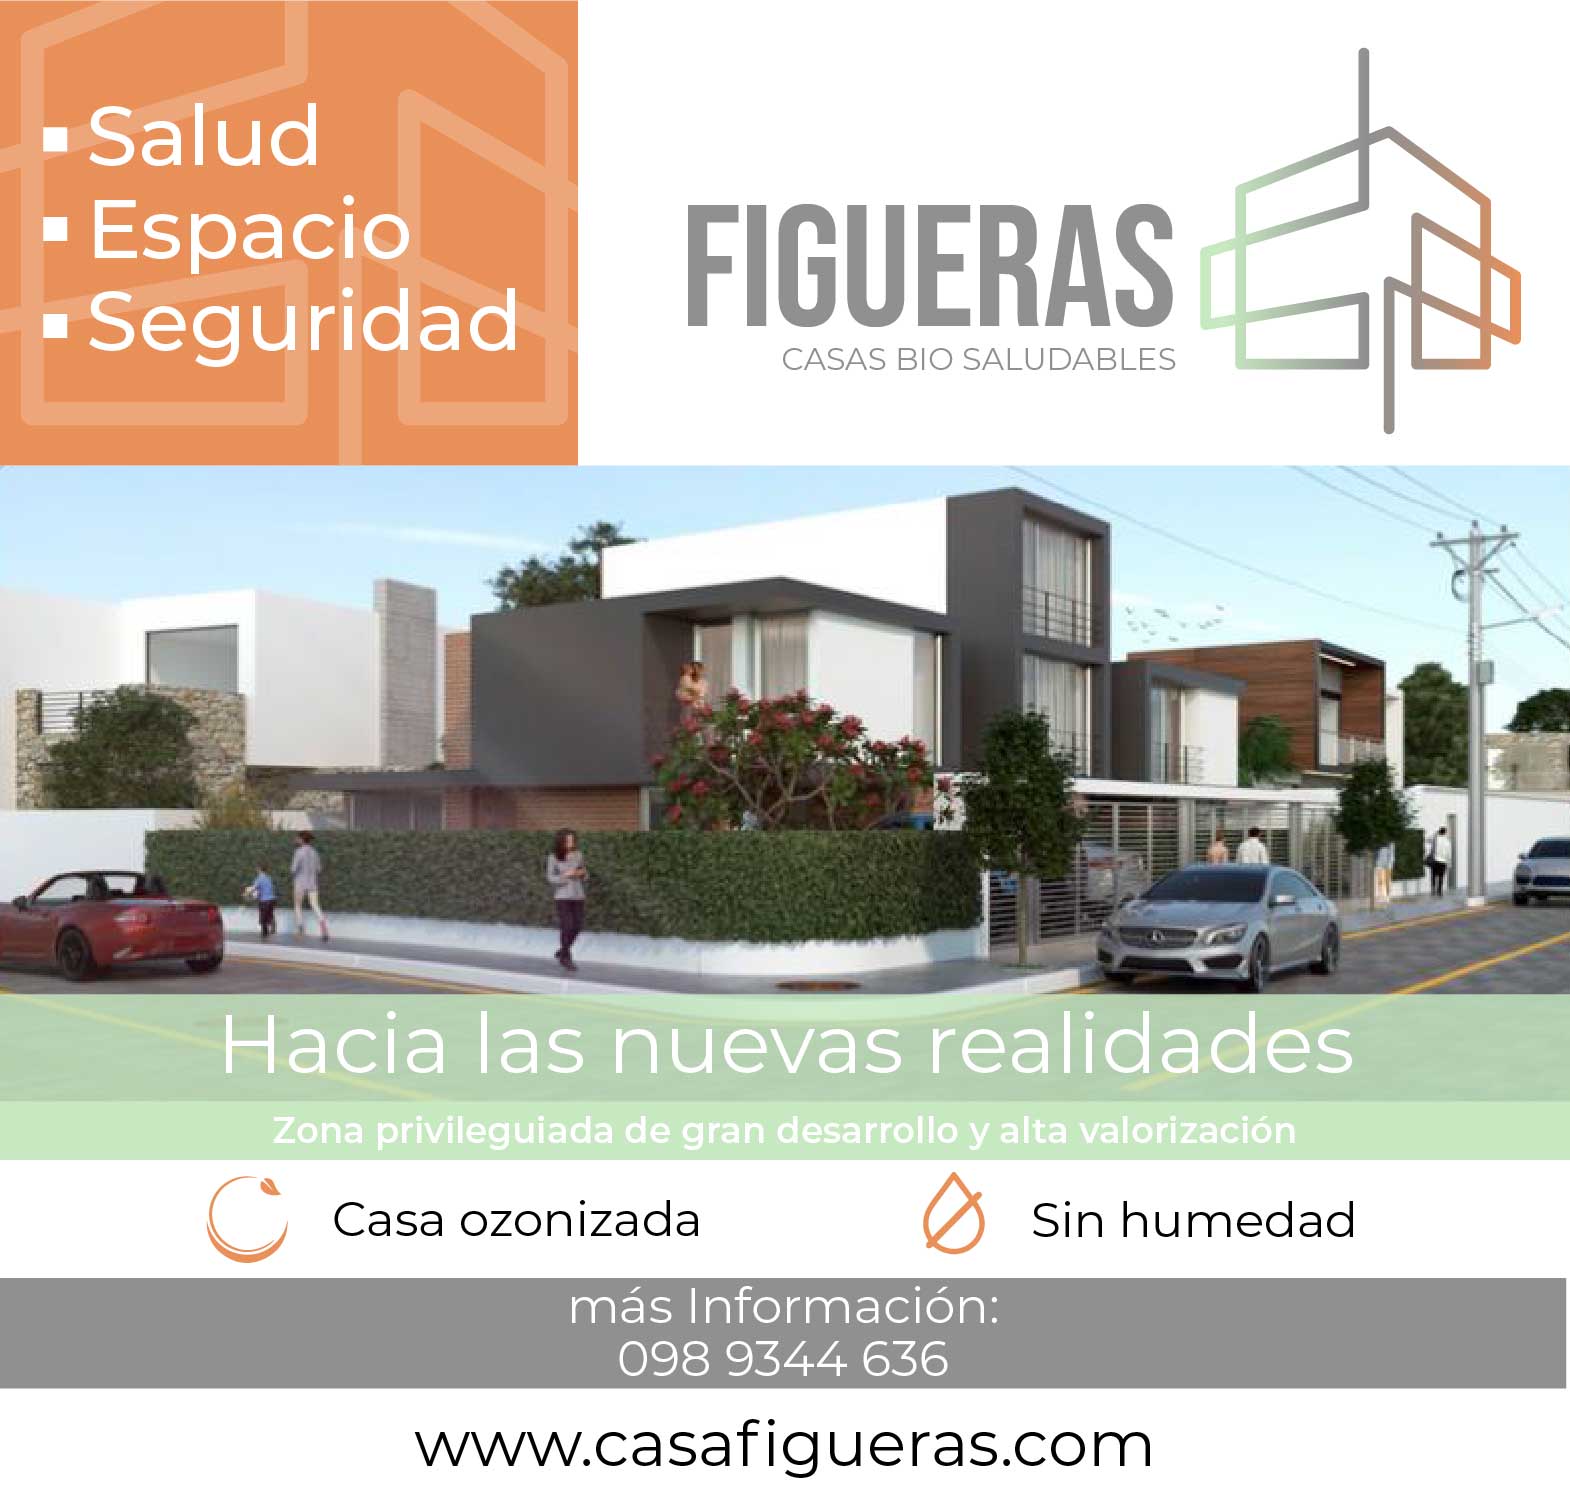 ▪ Salud
▪ Espacio
▪ Seguridad
FIGUERAS
CASAS BIO SALUDABLES
Hacia las nuevas realidades
Zona privileguiada de gran desarrollo y alta valorización
Casa ozonizada
Sin humedad
más Información:
098 9344 636
www.casafigueras.com